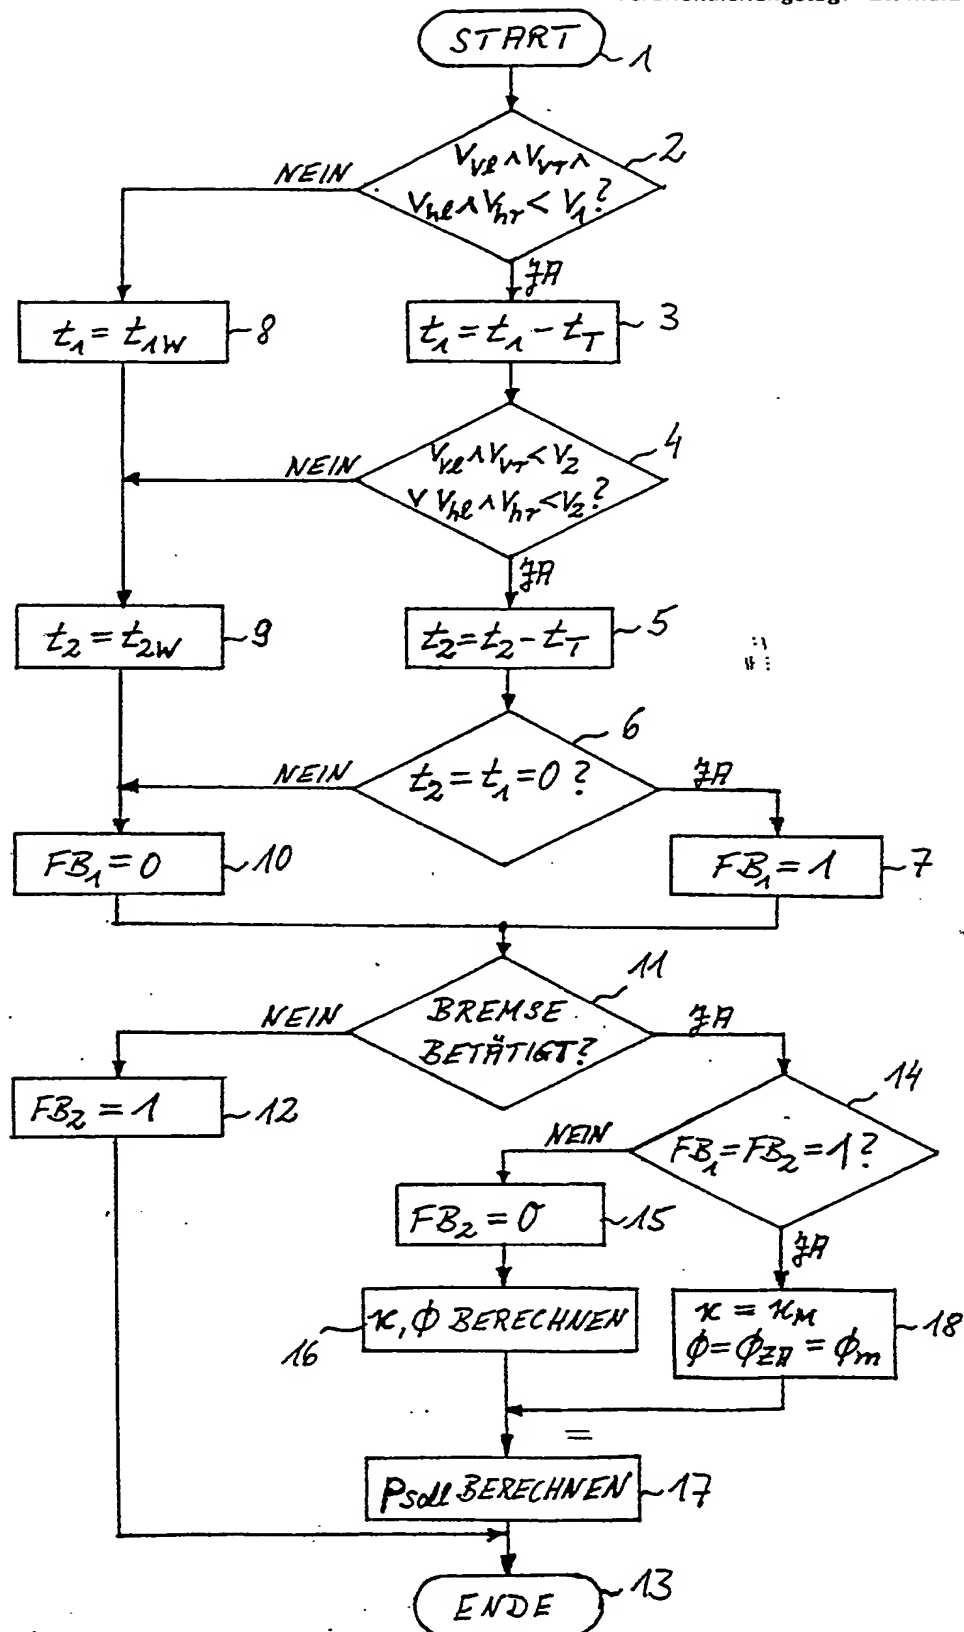 START
1
V_vl ∧ V_vr ∧
V_hl ∧ V_hr < V_1?
2
NEIN
JA
t_1 = t_1W
8
t_1 = t_1 - t_T
3
V_vl ∧ V_vr < V_2
∨ V_hl ∧ V_hr < V_2?
4
NEIN
JA
t_2 = t_2W
9
t_2 = t_2 - t_T
5
t_2 = t_1 = 0?
6
NEIN
JA
FB_1 = 0
10
FB_1 = 1
7
BREMSE
BETÄTIGT?
11
NEIN
JA
FB_2 = 1
12
FB_1 = FB_2 = 1?
14
NEIN
JA
FB_2 = 0
15
ϰ, ϕ BERECHNEN
16
ϰ = ϰ_M
ϕ = ϕ_ZA = ϕ_m
18
P_soll BERECHNEN
17
ENDE
13